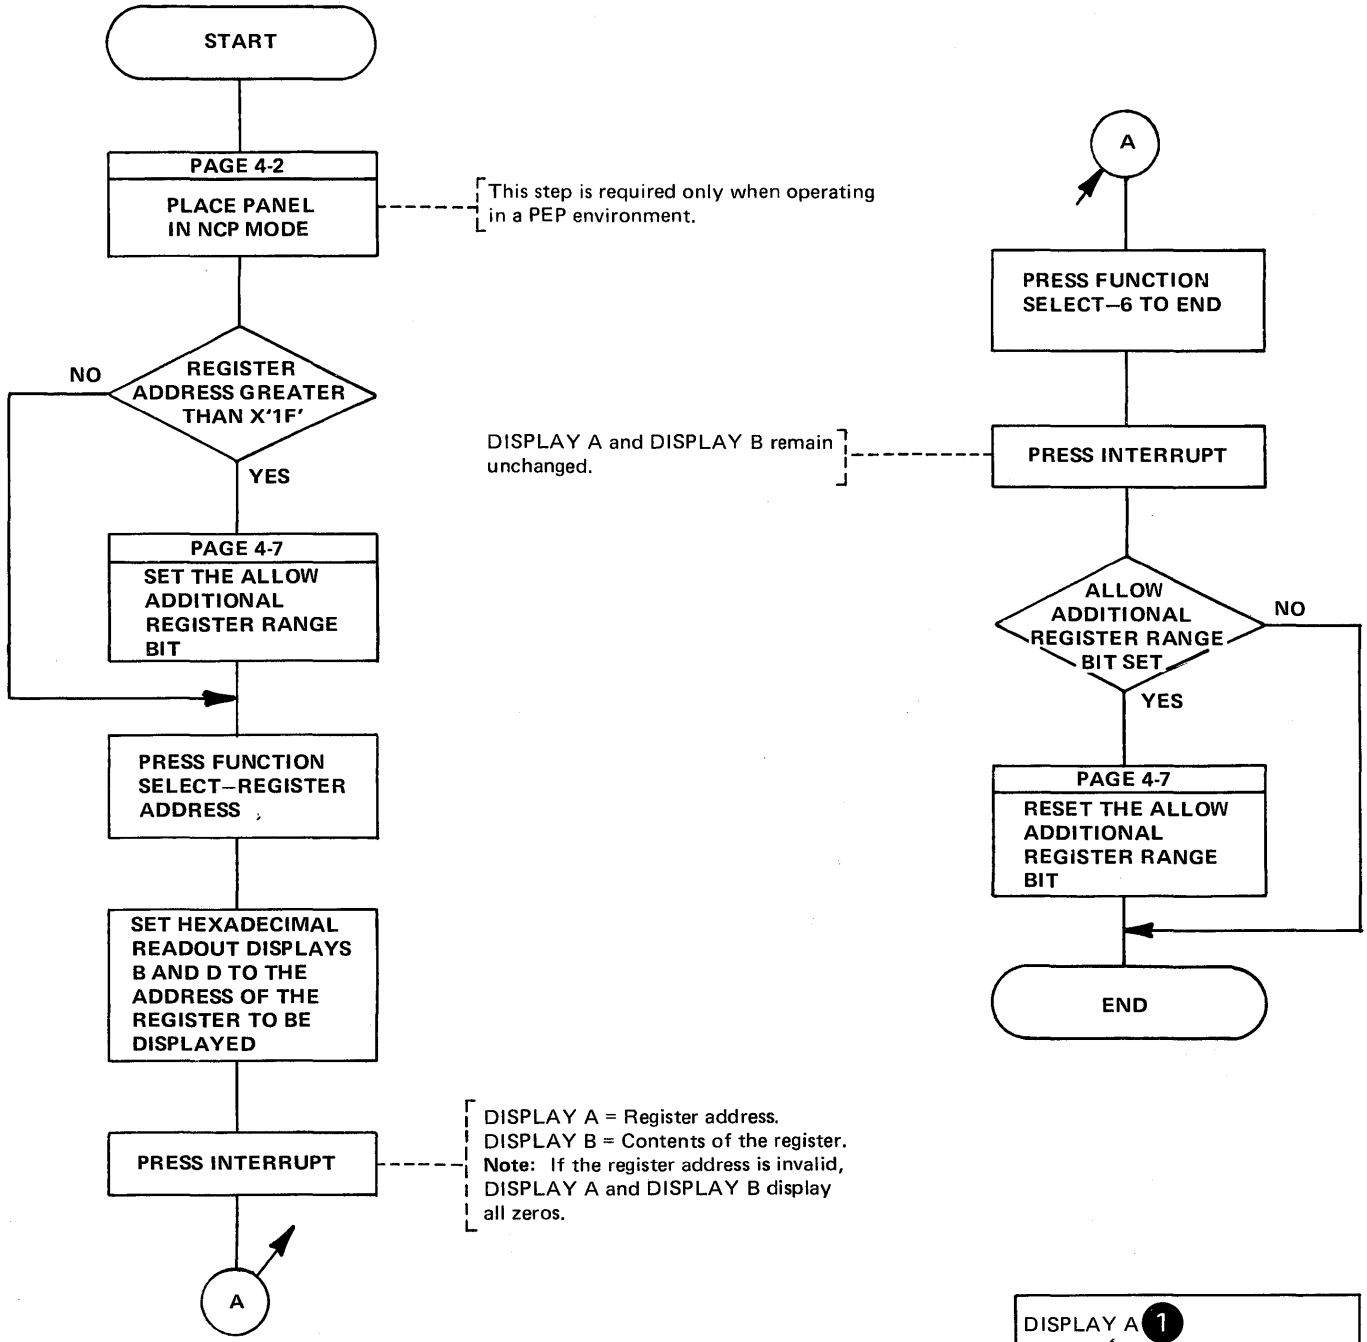 START
PAGE 4-2
PLACE PANEL
IN NCP MODE
This step is required only when operating
in a PEP environment.
REGISTER
ADDRESS GREATER
THAN X'1F'
NO
YES
PAGE 4-7
SET THE ALLOW
ADDITIONAL
REGISTER RANGE
BIT
PRESS FUNCTION
SELECT—REGISTER
ADDRESS
SET HEXADECIMAL
READOUT DISPLAYS
B AND D TO THE
ADDRESS OF THE
REGISTER TO BE
DISPLAYED
PRESS INTERRUPT
DISPLAY A = Register address.
DISPLAY B = Contents of the register.
Note: If the register address is invalid,
DISPLAY A and DISPLAY B display
all zeros.
A
A
PRESS FUNCTION
SELECT—6 TO END
PRESS INTERRUPT
DISPLAY A and DISPLAY B remain
unchanged.
ALLOW
ADDITIONAL
REGISTER RANGE
BIT SET
NO
YES
PAGE 4-7
RESET THE ALLOW
ADDITIONAL
REGISTER RANGE
BIT
END
DISPLAY A 1